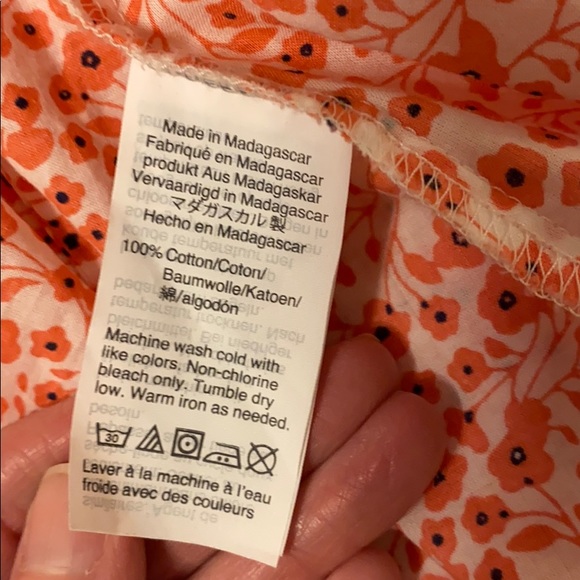 Made in Madagascar
Fabriqué en Madagascar
produkt Aus Madagaskar
Vervaardigd in Madagascar
マダガスカル製
Hecho en Madagascar
100% Cotton/Coton/
Baumwolle/Katoen/
綿/algodón
Machine wash cold with
like colors. Non-chlorine
bleach only. Tumble dry
low. Warm iron as needed.
30
Laver à la machine à l'eau
froide avec des couleurs